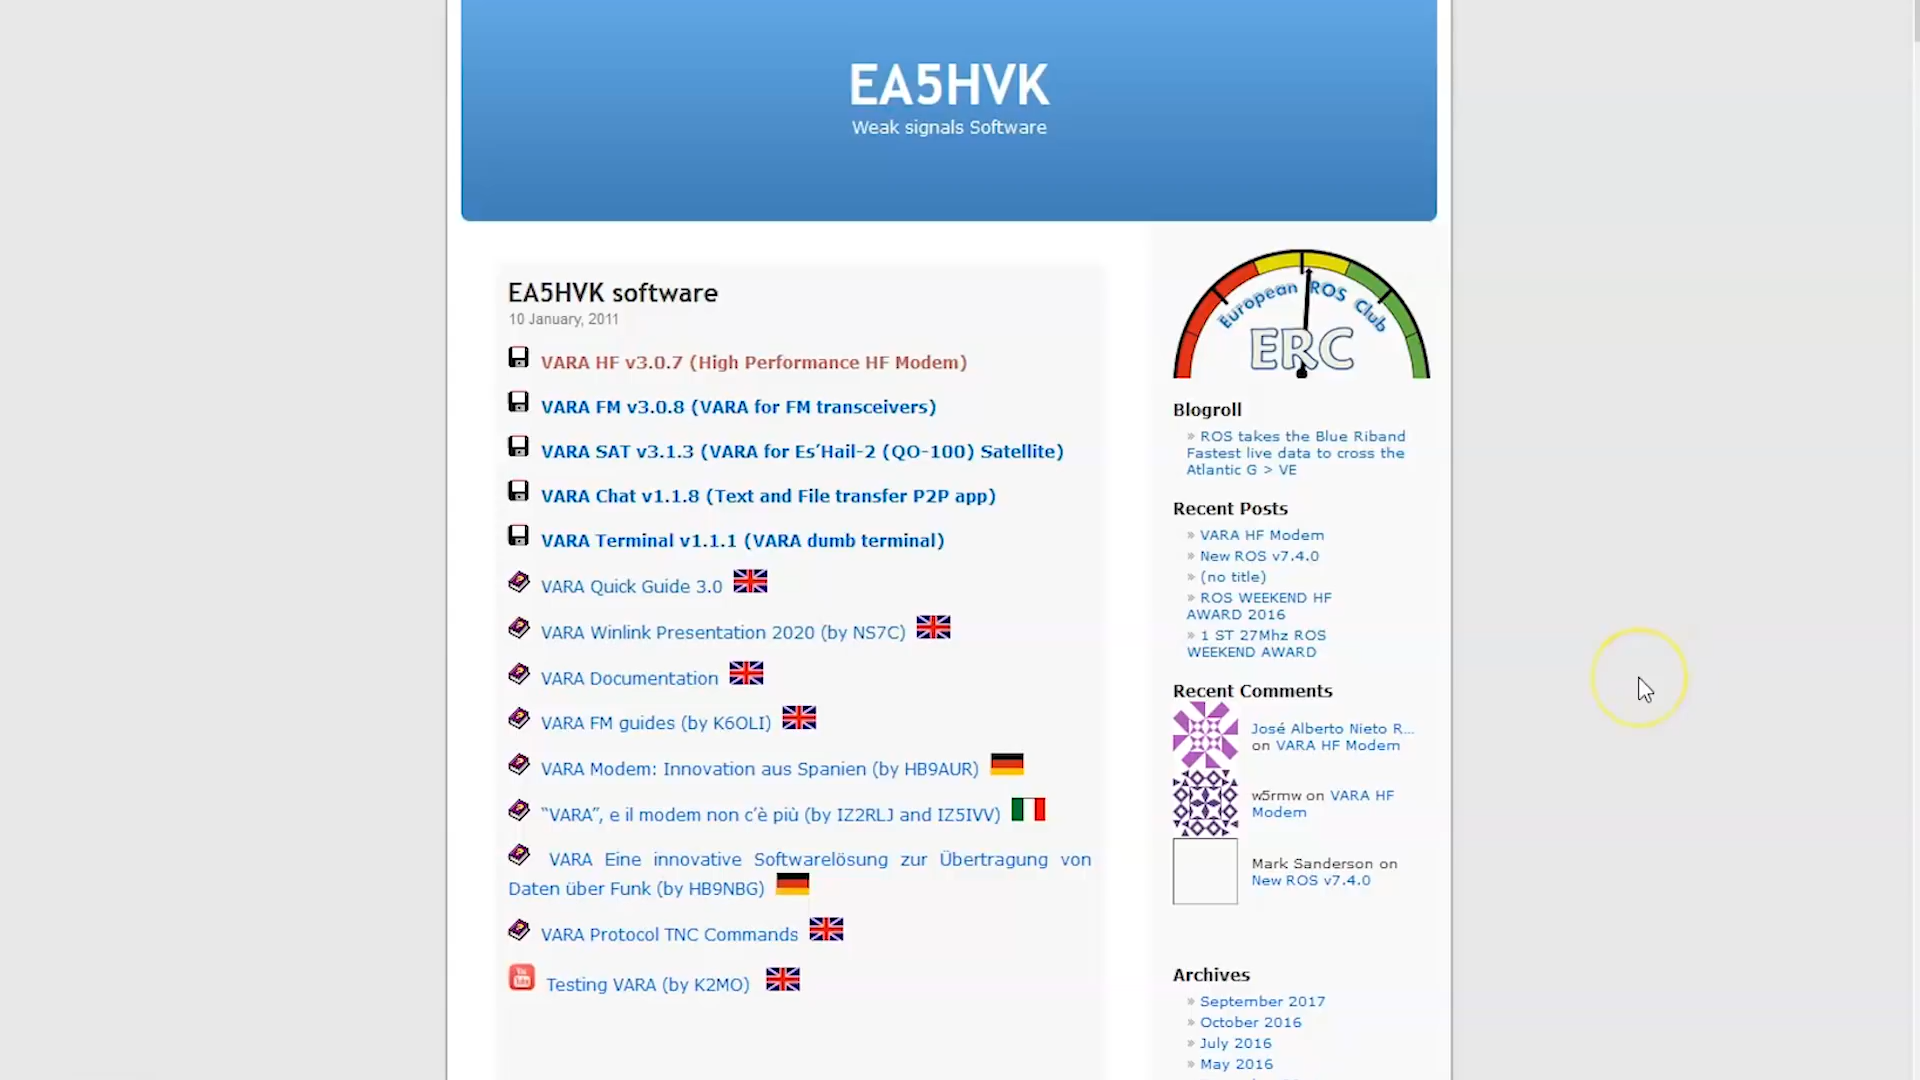 EA5HVK
Weak signals Software
EA5HVK software
10 January, 2011
VARA HF v3.0.7 (High Performance HF Modem)
VARA FM v3.0.8 (VARA for FM transceivers)
VARA SAT v3.1.3 (VARA for Es’Hail-2 (QO-100) Satellite)
VARA Chat v1.1.8 (Text and File transfer P2P app)
VARA Terminal v1.1.1 (VARA dumb terminal)
VARA Quick Guide 3.0
VARA Winlink Presentation 2020 (by NS7C)
VARA Documentation
VARA FM guides (by K6OLI)
VARA Modem: Innovation aus Spanien (by HB9AUR)
“VARA”, e il modem non c’è più (by IZ2RLJ and IZ5IVV)
VARA Eine innovative Softwarelösung zur Übertragung von
Daten über Funk (by HB9NBG)
VARA Protocol TNC Commands
Testing VARA (by K2MO)
European ROS Club
ERC
Blogroll
» ROS takes the Blue Riband
Fastest live data to cross the
Atlantic G > VE
Recent Posts
» VARA HF Modem
» New ROS v7.4.0
» (no title)
» ROS WEEKEND HF
AWARD 2016
» 1 ST 27Mhz ROS
WEEKEND AWARD
Recent Comments
José Alberto Nieto R...
on VARA HF Modem
w5rmw on VARA HF
Modem
Mark Sanderson on
New ROS v7.4.0
Archives
» September 2017
» October 2016
» July 2016
» May 2016